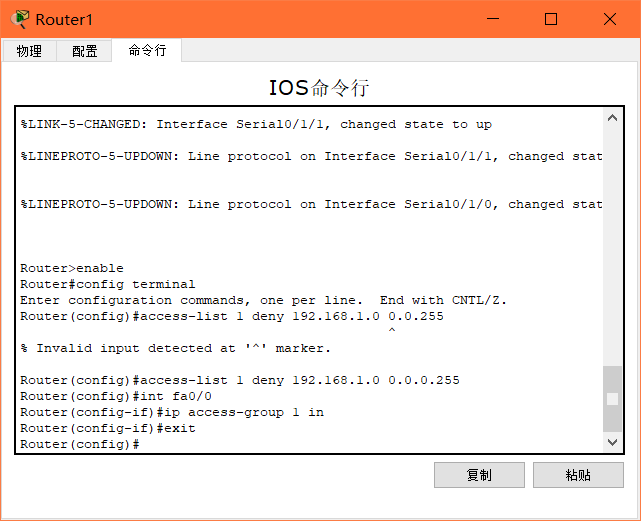 Router1
物理 配置 命令行
IOS命令行
%LINK-5-CHANGED: Interface Serial0/1/1, changed state to up
%LINEPROTO-5-UPDOWN: Line protocol on Interface Serial0/1/1, changed stat
%LINEPROTO-5-UPDOWN: Line protocol on Interface Serial0/1/0, changed stat
Router>enable
Router#config terminal
Enter configuration commands, one per line.  End with CNTL/Z.
Router(config)#access-list 1 deny 192.168.1.0 0.0.255
^
% Invalid input detected at '^' marker.
Router(config)#access-list 1 deny 192.168.1.0 0.0.0.255
Router(config)#int fa0/0
Router(config-if)#ip access-group 1 in
Router(config-if)#exit
Router(config)#
复制 粘贴